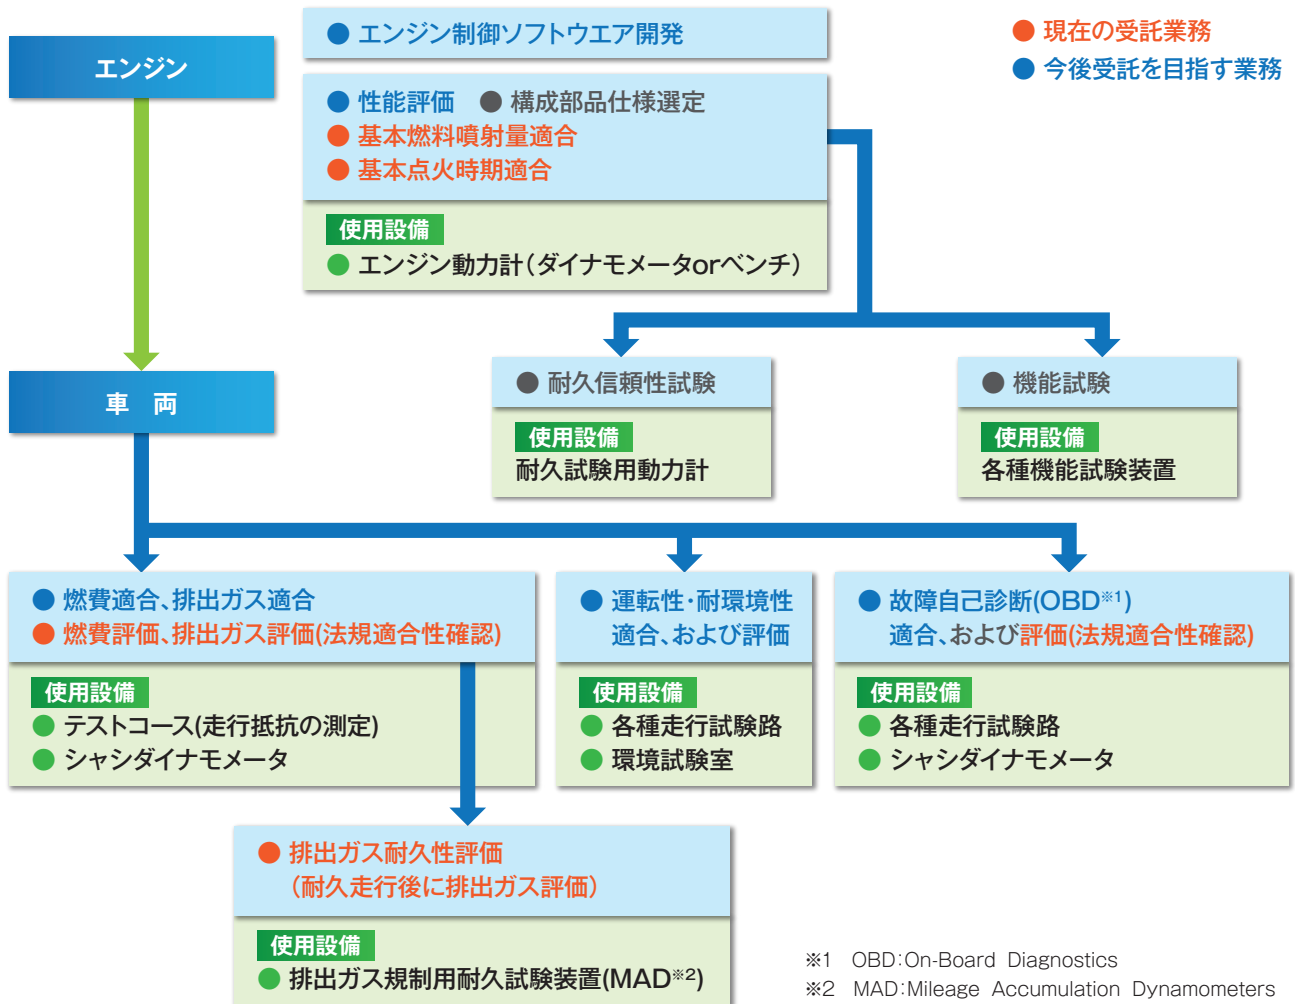 エンジン
● エンジン制御ソフトウエア開発
● 現在の受託業務
● 今後受託を目指す業務
● 性能評価 ● 構成部品仕様選定
● 基本燃料噴射量適合
● 基本点火時期適合
使用設備
● エンジン動力計(ダイナモメータorベンチ)
車 両
● 耐久信頼性試験
使用設備
耐久試験用動力計
● 機能試験
使用設備
各種機能試験装置
● 燃費適合、排出ガス適合
● 燃費評価、排出ガス評価(法規適合性確認)
使用設備
● テストコース(走行抵抗の測定)
● シャシダイナモメータ
● 運転性・耐環境性
適合、および評価
使用設備
● 各種走行試験路
● 環境試験室
● 故障自己診断(OBD※1)
適合、および評価(法規適合性確認)
使用設備
● 各種走行試験路
● シャシダイナモメータ
● 排出ガス耐久性評価
(耐久走行後に排出ガス評価)
使用設備
● 排出ガス規制用耐久試験装置(MAD※2)
※1 OBD:On-Board Diagnostics
※2 MAD:Mileage Accumulation Dynamometers